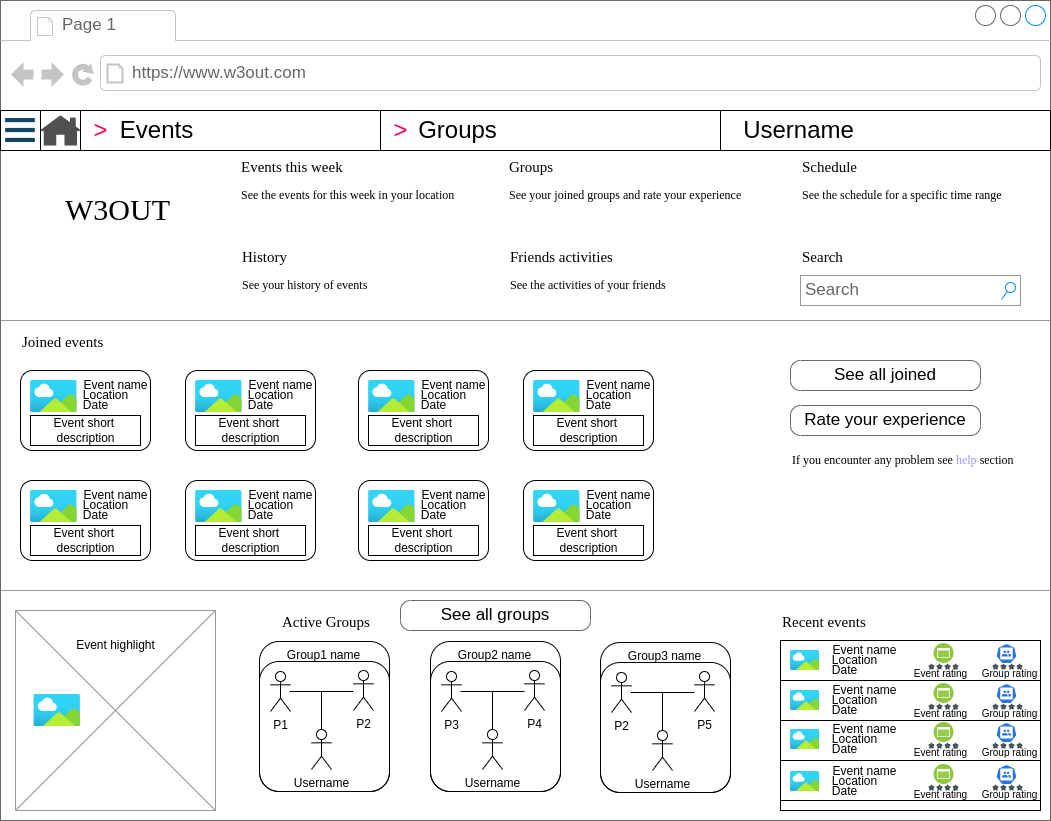 Page 1
https://www.w3out.com
> Events
> Groups
Username
W3OUT
Events this week
See the events for this week in your location
Groups
See your joined groups and rate your experience
Schedule
See the schedule for a specific time range
History
See your history of events
Friends activities
See the activities of your friends
Search
Search
Joined events
Event name
Location
Date
Event short
description
Event name
Location
Date
Event short
description
Event name
Location
Date
Event short
description
Event name
Location
Date
Event short
description
Event name
Location
Date
Event short
description
Event name
Location
Date
Event short
description
Event name
Location
Date
Event short
description
Event name
Location
Date
Event short
description
See all joined
Rate your experience
If you encounter any problem see help section
Event highlight
Active Groups
See all groups
Group1 name
P1
P2
Username
Group2 name
P3
P4
Username
Group3 name
P2
P5
Username
Recent events
Event name
Location
Date
Event rating
Group rating
Event name
Location
Date
Event rating
Group rating
Event name
Location
Date
Event rating
Group rating
Event name
Location
Date
Event rating
Group rating